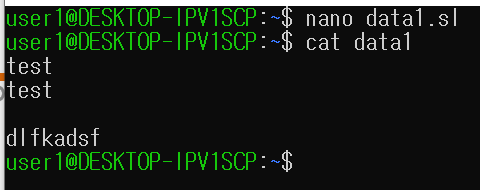 user1@DESKTOP-IPV1SCP:~$ nano data1.sl
user1@DESKTOP-IPV1SCP:~$ cat data1
test
test
dlfkadsf
user1@DESKTOP-IPV1SCP:~$